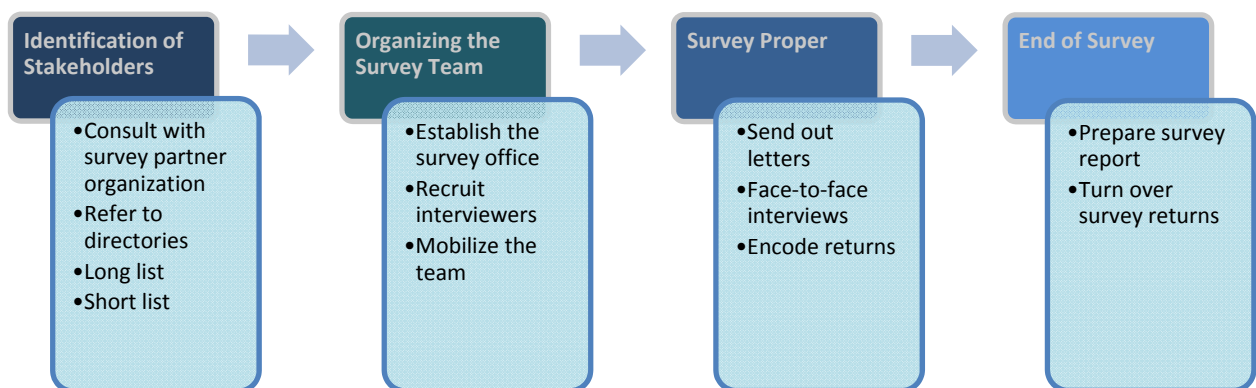 Identification of
Stakeholders
•Consult with
survey partner
organization
•Refer to
directories
•Long list
•Short list
Organizing the
Survey Team
•Establish the
survey office
•Recruit
interviewers
•Mobilize the
team
Survey Proper
•Send out
letters
•Face-to-face
interviews
•Encode returns
End of Survey
•Prepare survey
report
•Turn over
survey returns